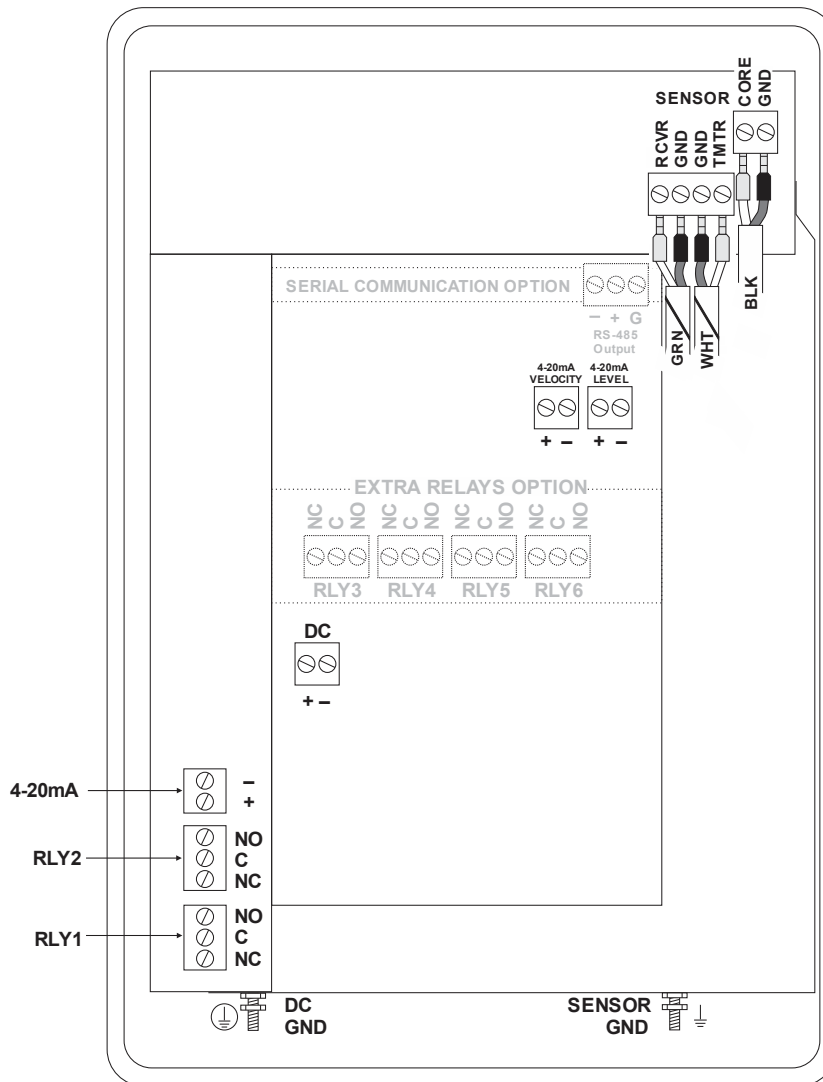 SENSOR
CORE
GND
RCVR
GND
GND
TMTR
BLK
GRN
WHT
SERIAL COMMUNICATION OPTION
– + G
RS-485
Output
4-20mA
VELOCITY
+ –
4-20mA
LEVEL
+ –
EXTRA RELAYS OPTION
NC C NO NC C NO NC C NO NC C NO
RLY3 RLY4 RLY5 RLY6
DC
+ –
4-20mA
–
+
RLY2
NO
C
NC
RLY1
NO
C
NC
DC
GND
SENSOR
GND